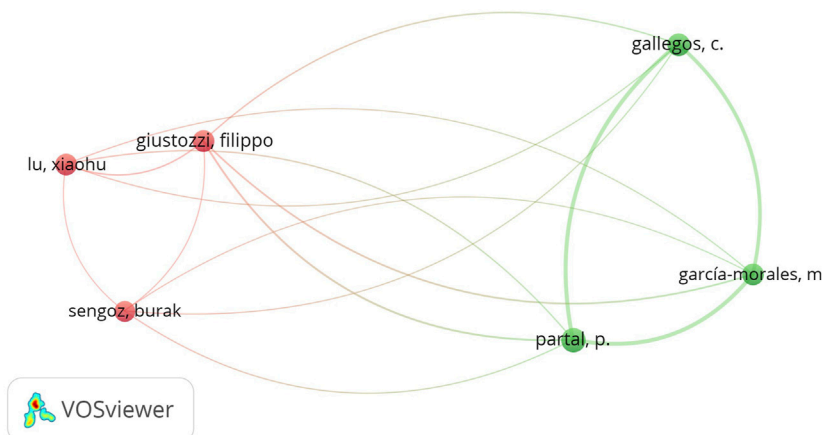 gallegos, c.
giustozzi, filippo
lu, xiaohu
garcía-morales, m
sengoz, burak
partal, p.
VOSviewer